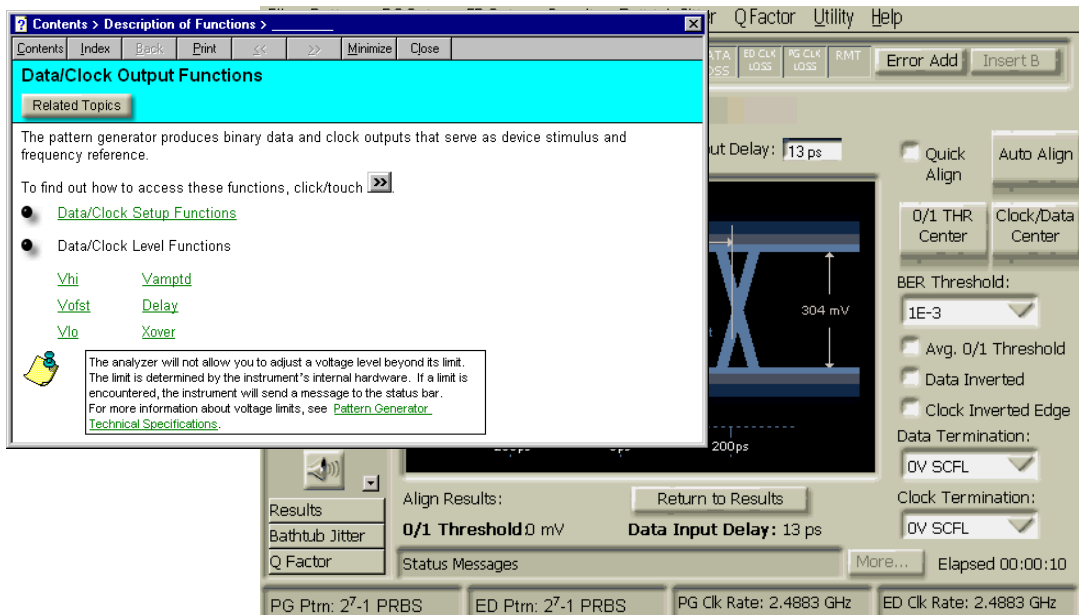 Contents > Description of Functions >
Contents Index Back Print << >> Minimize Close
Data/Clock Output Functions
Related Topics
The pattern generator produces binary data and clock outputs that serve as device stimulus and
frequency reference.
To find out how to access these functions, click/touch >>.
Data/Clock Setup Functions
Data/Clock Level Functions
Vhi Vamptd
Vofst Delay
Vlo Xover
The analyzer will not allow you to adjust a voltage level beyond its limit.
The limit is determined by the instrument's internal hardware. If a limit is
encountered, the instrument will send a message to the status bar.
For more information about voltage limits, see Pattern Generator
Technical Specifications.
Q Factor Utility Help
ED CLK LOSS
PG CLK LOSS
RMT
Error Add
Insert B
Delay: 13 ps
Quick Align
Auto Align
0/1 THR Center
Clock/Data Center
BER Threshold:
1E-3
Avg. 0/1 Threshold
Data Inverted
Clock Inverted Edge
Data Termination:
0V SCFL
Clock Termination:
0V SCFL
304 mV
200ps
Results
Bathtub Jitter
Q Factor
Align Results:
Return to Results
0/1 Threshold:0 mV Data Input Delay: 13 ps
Status Messages
More...
Elapsed 00:00:10
PG Ptrn: 2⁷-1 PRBS
ED Ptrn: 2⁷-1 PRBS
PG Clk Rate: 2.4883 GHz
ED Clk Rate: 2.4883 GHz